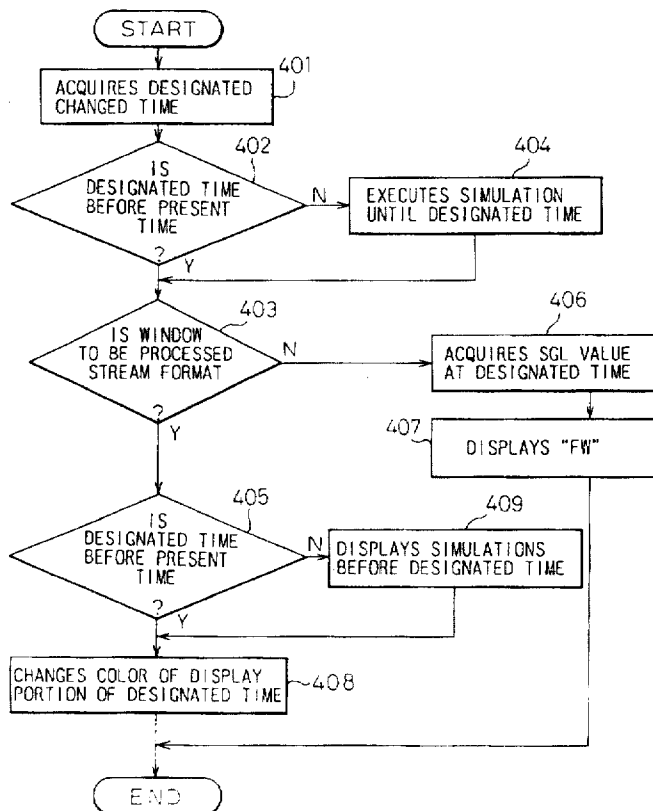 START
401
ACQUIRES DESIGNATED
CHANGED TIME
402
IS
DESIGNATED TIME
BEFORE PRESENT
TIME
?
N
Y
404
EXECUTES SIMULATION
UNTIL DESIGNATED TIME
403
IS WINDOW
TO BE PROCESSED
STREAM FORMAT
?
N
Y
406
ACQUIRES SGL VALUE
AT DESIGNATED TIME
407
DISPLAYS "FW"
405
IS
DESIGNATED TIME
BEFORE PRESENT
TIME
?
N
Y
409
DISPLAYS SIMULATIONS
BEFORE DESIGNATED TIME
CHANGES COLOR OF DISPLAY
PORTION OF DESIGNATED TIME
408
END